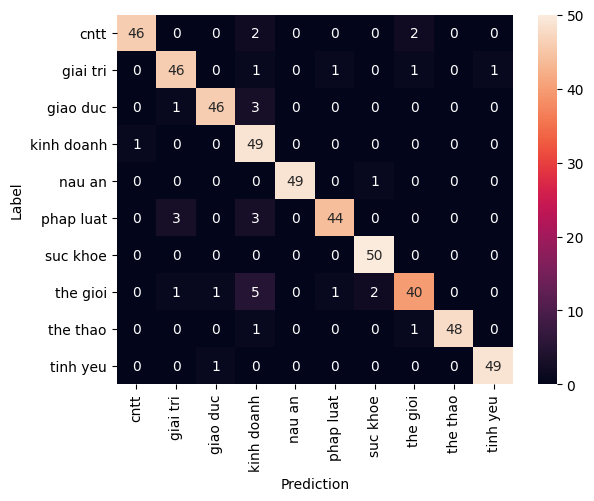 cntt 46 0 0 2 0 0 0 2 0 0
giai tri 0 46 0 1 0 1 0 1 0 1
giao duc 0 1 46 3 0 0 0 0 0 0
kinh doanh 1 0 0 49 0 0 0 0 0 0
nau an 0 0 0 0 49 0 1 0 0 0
phap luat 0 3 0 3 0 44 0 0 0 0
suc khoe 0 0 0 0 0 0 50 0 0 0
the gioi 0 1 1 5 0 1 2 40 0 0
the thao 0 0 0 1 0 0 0 1 48 0
tinh yeu 0 0 1 0 0 0 0 0 0 49
Label
cntt giai tri giao duc kinh doanh nau an phap luat suc khoe the gioi the thao tinh yeu
Prediction
50
40
30
20
10
0